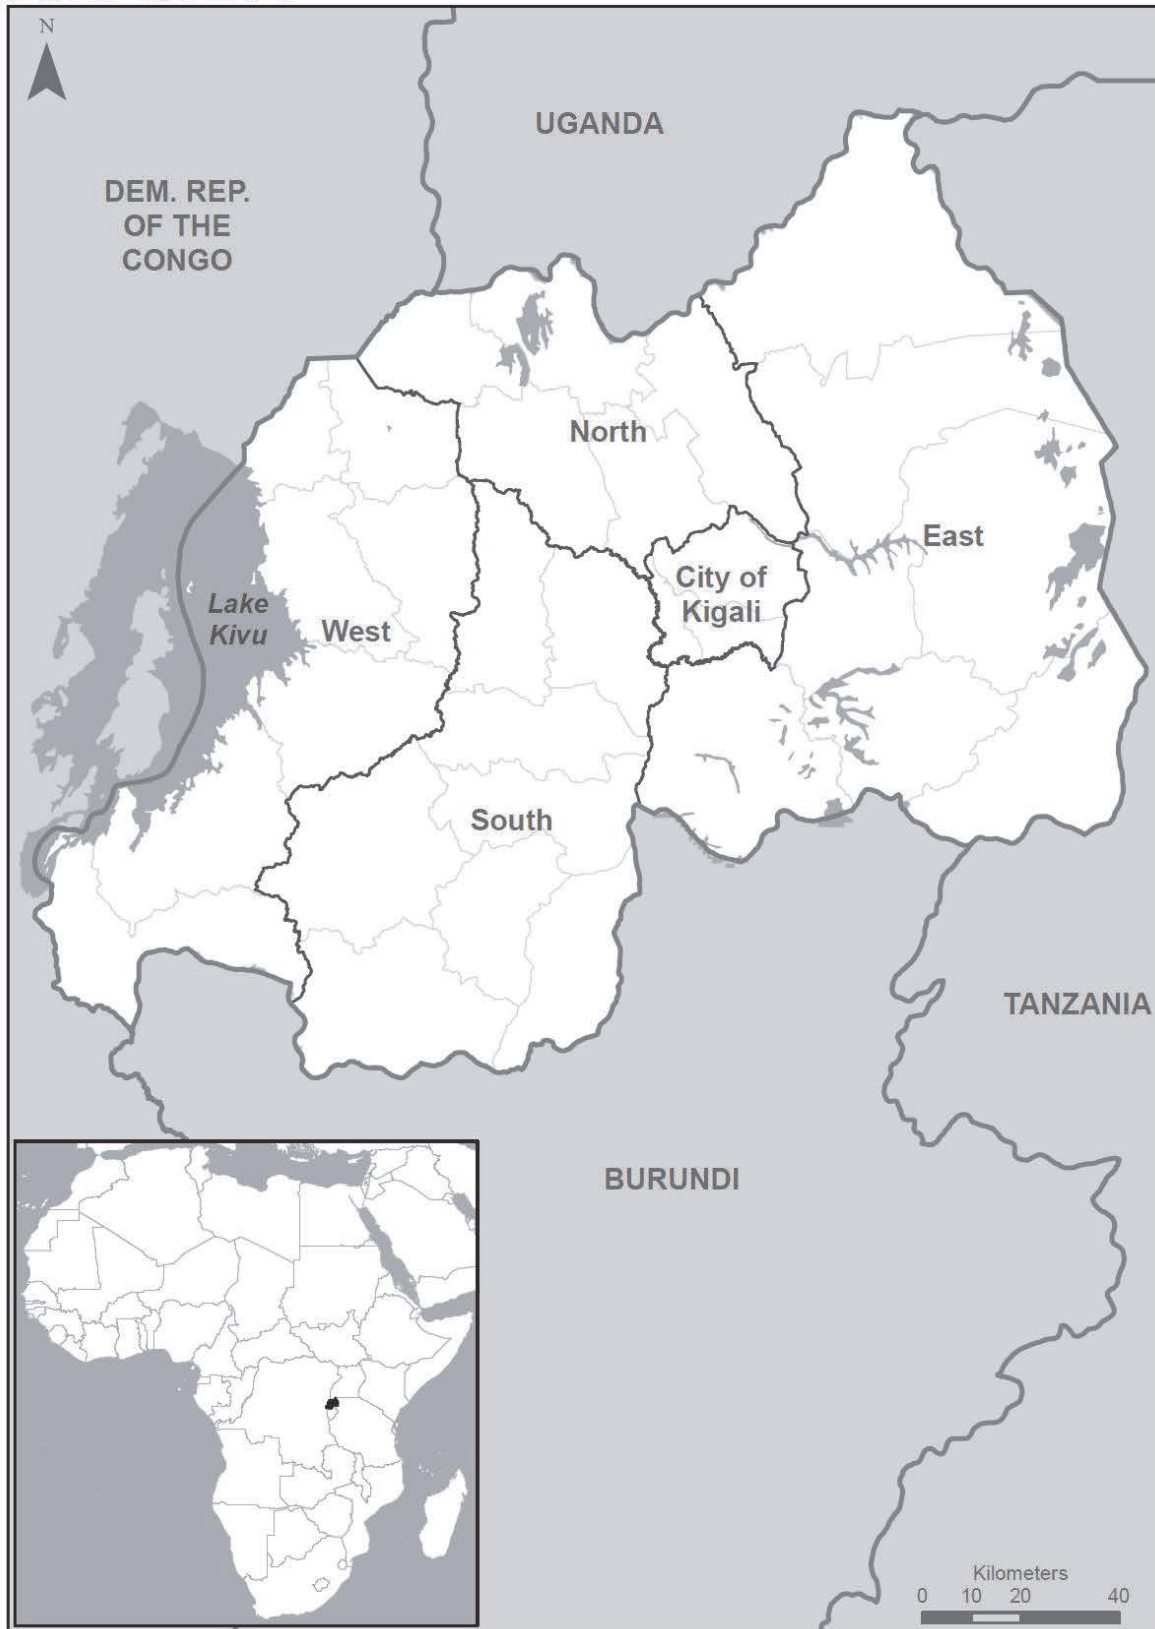 N
UGANDA
DEM. REP.
OF THE
CONGO
North
East
City of
Kigali
Lake
Kivu
West
South
TANZANIA
BURUNDI
Kilometers
0 10 20 40